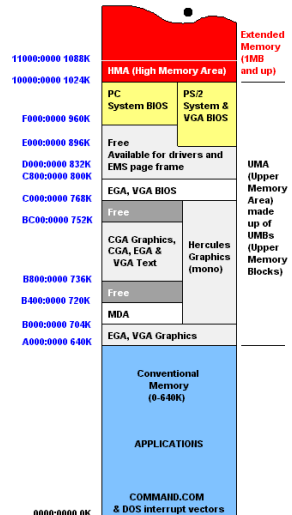 Extended
Memory
(1MB
and up)
11000:0000 1088K
HMA (High Memory Area)
10000:0000 1024K
PC
System BIOS
PS/2
System &
VGA BIOS
F000:0000 960K
E000:0000 896K
Free
Available for drivers and
EMS page frame
D000:0000 832K
C800:0000 800K
EGA, VGA BIOS
C000:0000 768K
Free
BC00:0000 752K
CGA Graphics,
CGA, EGA &
VGA Text
Hercules
Graphics
(mono)
B800:0000 736K
Free
B400:0000 720K
MDA
B000:0000 704K
EGA, VGA Graphics
A000:0000 640K
UMA
(Upper
Memory
Area)
made
up of
UMBs
(Upper
Memory
Blocks)
Conventional
Memory
(0-640K)
APPLICATIONS
COMMAND.COM
& DOS interrupt vectors
0000:0000 0K